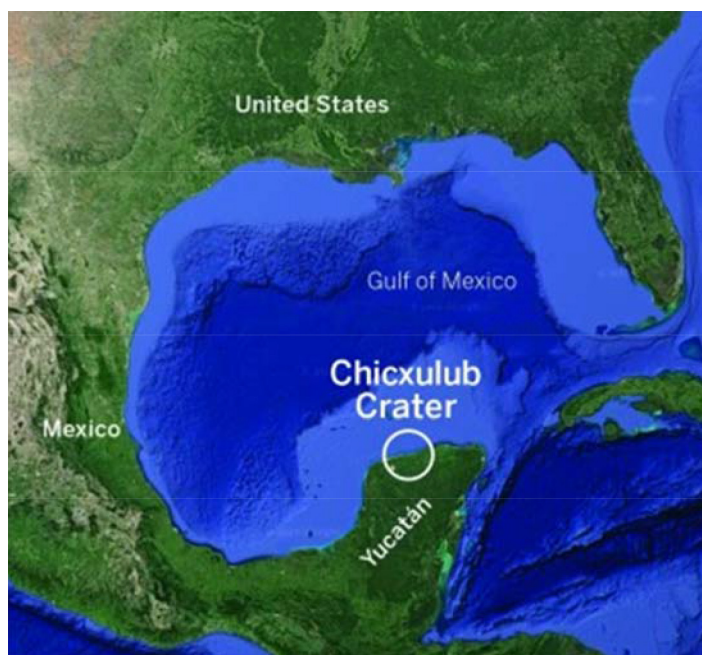 United States
Gulf of Mexico
Chicxulub
Crater
Mexico
Yucatán